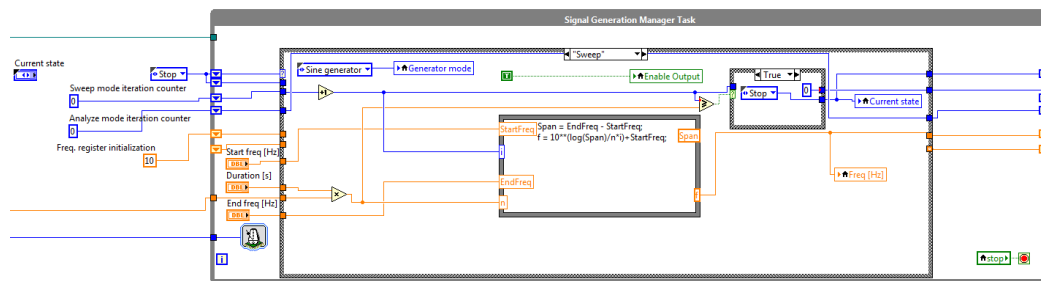 Signal Generation Manager Task
"Sweep"
Current state
Stop
Sine generator
Generator mode
T
Enable Output
True
Sweep mode iteration counter
0
+1
≥
Stop
0
Current state
Analyze mode iteration counter
0
StartFreq
Span = EndFreq - StartFreq;
f = 10**(log(Span)/n*i)+StartFreq;
Span
Freq. register initialization
10
Start freq [Hz]
DBL
i
Duration [s]
DBL
x
EndFreq
Freq [Hz]
End freq [Hz]
DBL
n
f
i
stop